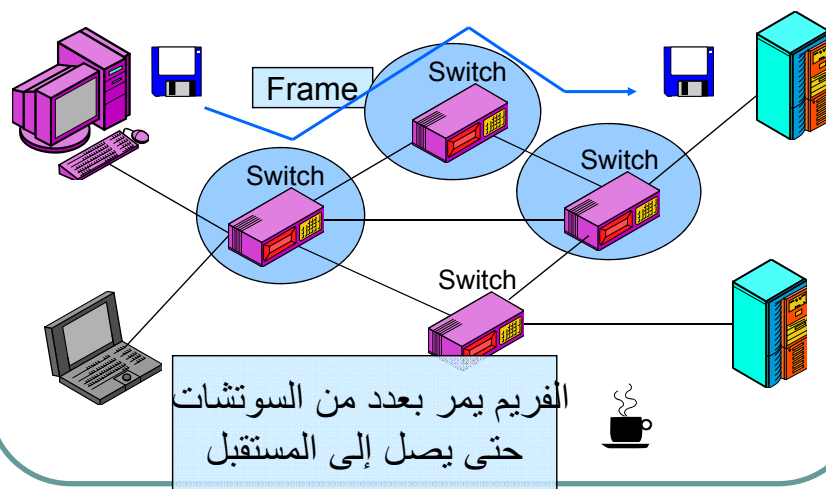 Switch
Frame
Switch
Switch
Switch
الفريم يمر بعدد من السوتشات
حتى يصل إلى المستقبل